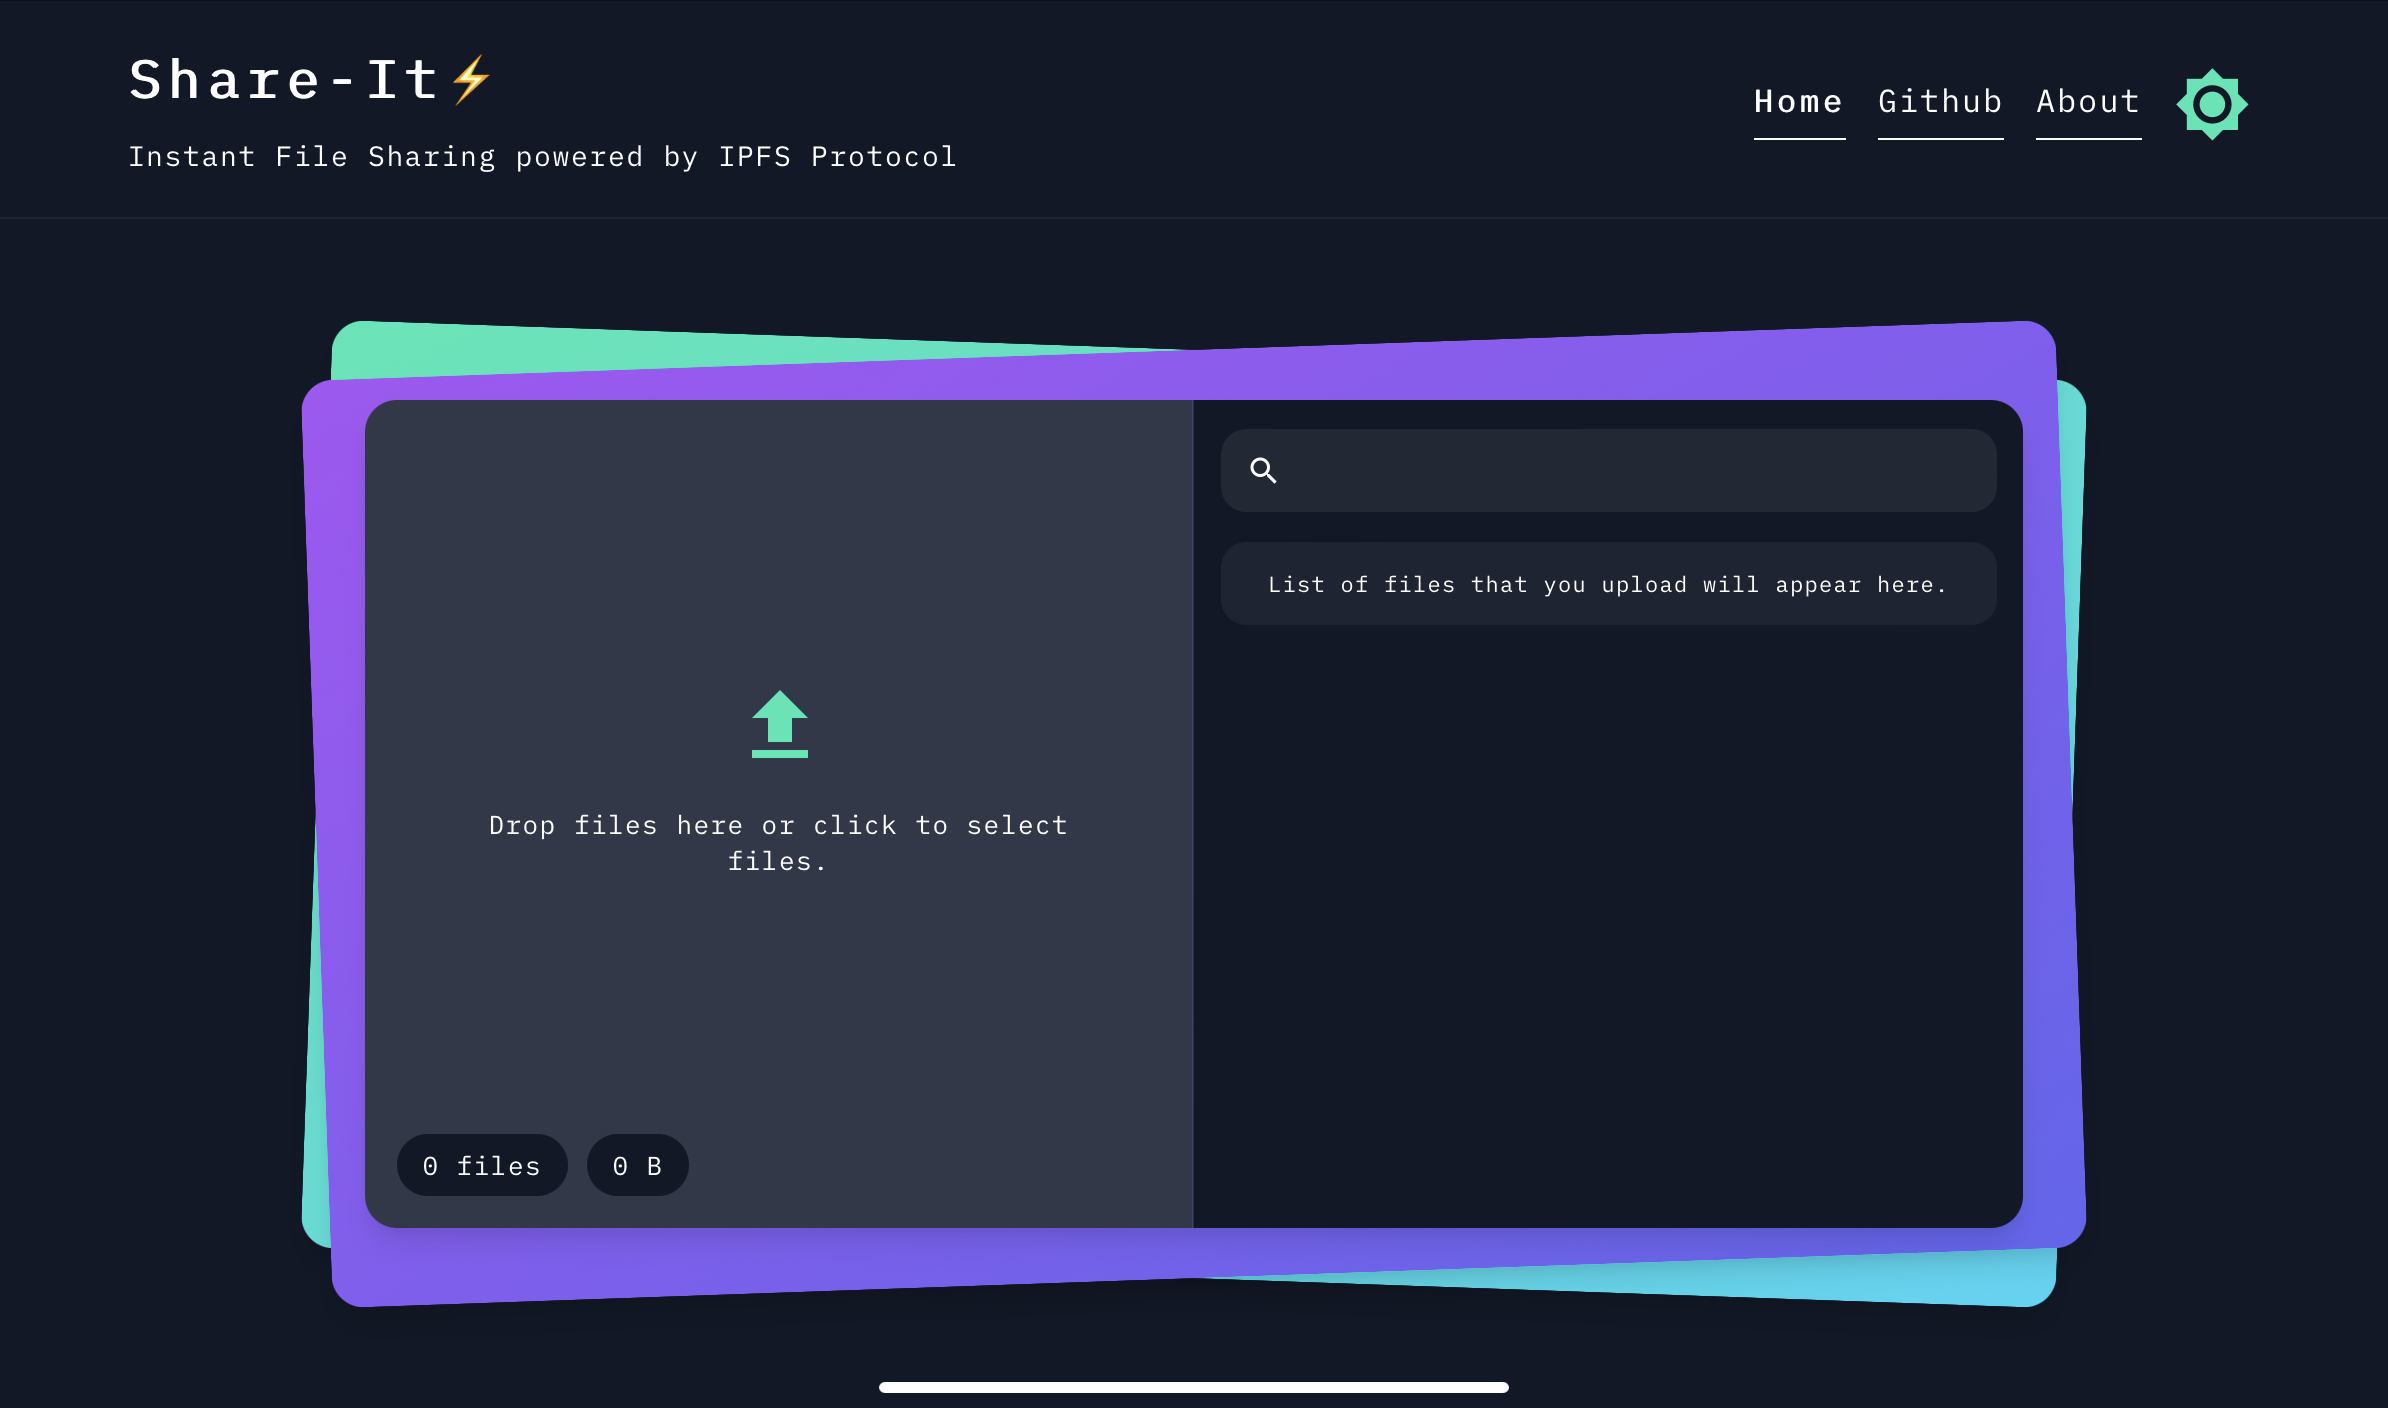 Share-It⚡
Instant File Sharing powered by IPFS Protocol
Home Github About
Drop files here or click to select
files.
0 files 0 B
List of files that you upload will appear here.